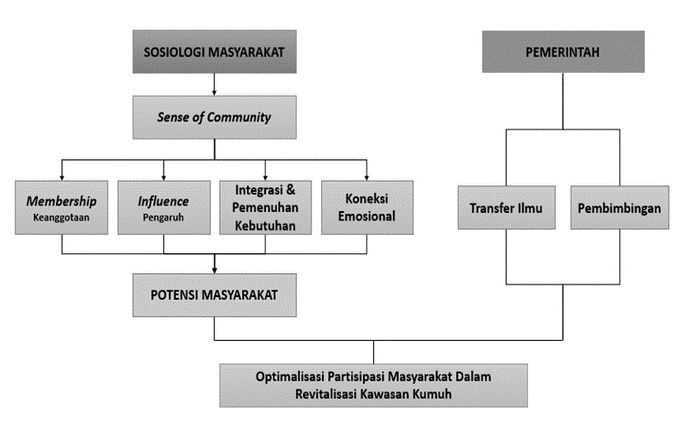 SOSIOLOGI MASYARAKAT
PEMERINTAH
Sense of Community
Membership
Keanggotaan
Influence
Pengaruh
Integrasi &
Pemenuhan
Kebutuhan
Koneksi
Emosional
Transfer Ilmu
Pembimbingan
POTENSI MASYARAKAT
Optimalisasi Partisipasi Masyarakat Dalam
Revitalisasi Kawasan Kumuh